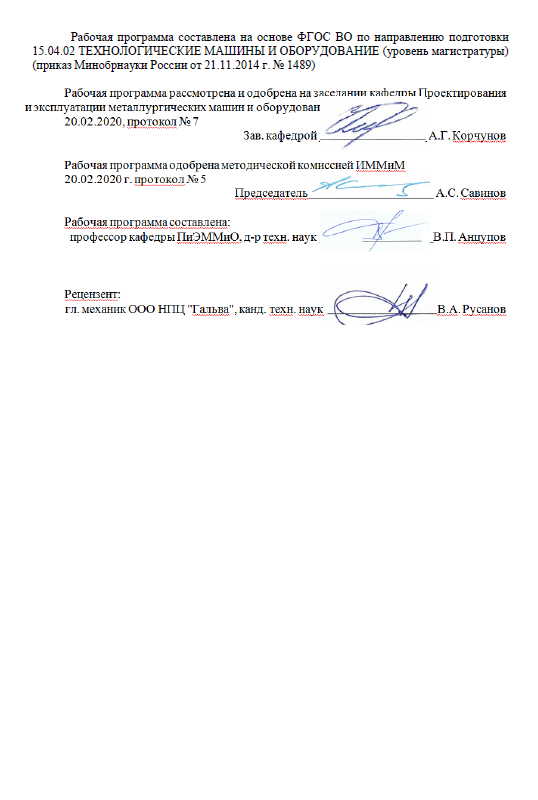 Рабочая программа составлена на основе ФГОС ВО по направлению подготовки
15.04.02 ТЕХНОЛОГИЧЕСКИЕ МАШИНЫ И ОБОРУДОВАНИЕ (уровень магистратуры)
(приказ Минобрнауки России от 21.11.2014 г. № 1489)
Рабочая программа рассмотрена и одобрена на заседании кафедры Проектирования
и эксплуатации металлургических машин и оборудован
20.02.2020, протокол № 7
Зав. кафедрой А.Г. Корчунов
Рабочая программа одобрена методической комиссией ИММиМ
20.02.2020 г. протокол № 5
Председатель А.С. Савинов
Рабочая программа составлена:
профессор кафедры ПиЭММиО, д-р техн. наук В.П. Анцупов
Рецензент:
гл. механик ООО НПЦ "Гальва", канд. техн. наук В.А. Русанов